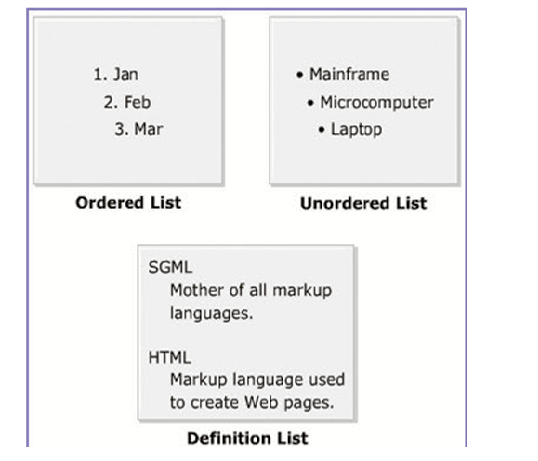 1. Jan
2. Feb
3. Mar
Ordered List
• Mainframe
• Microcomputer
• Laptop
Unordered List
SGML
Mother of all markup
languages.
HTML
Markup language used
to create Web pages.
Definition List